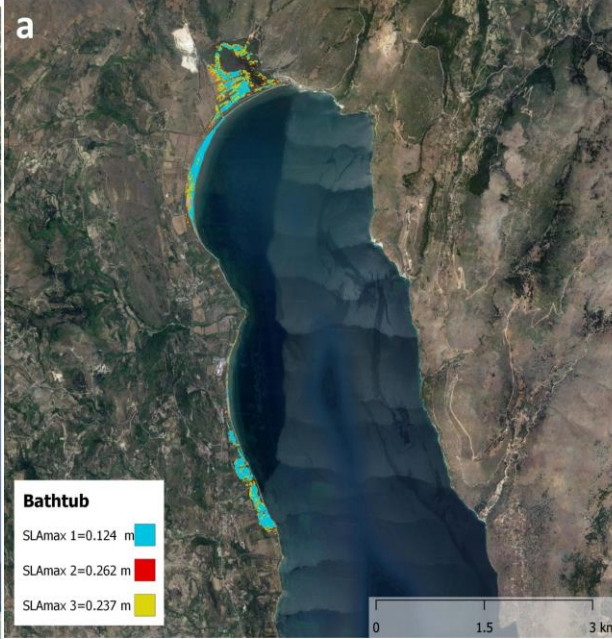 a
Bathtub
SLAmax 1=0.124 m
SLAmax 2=0.262 m
SLAmax 3=0.237 m
0 1.5 3 km